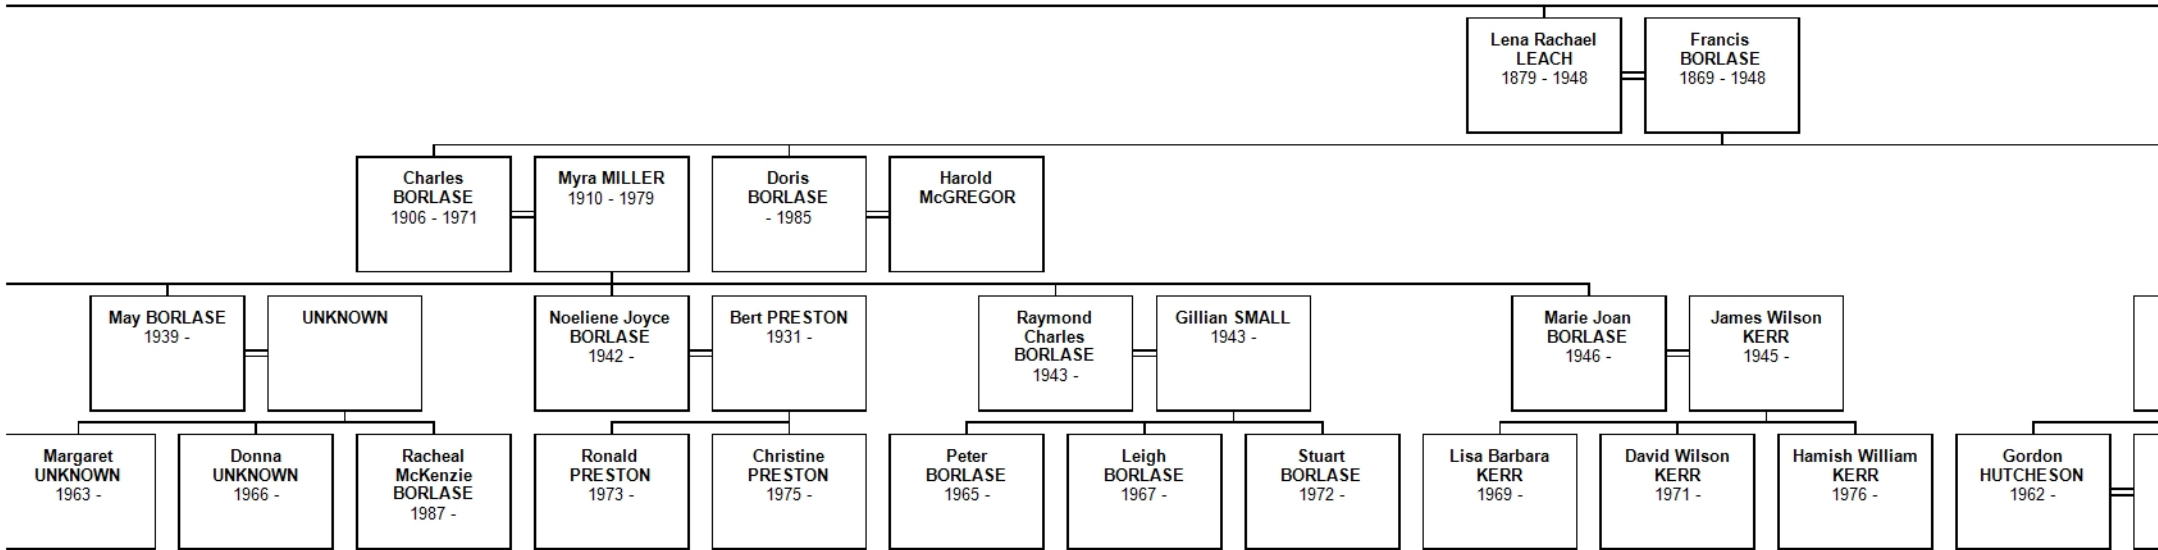 Lena Rachael
LEACH
1879 - 1948
Francis
BORLASE
1869 - 1948
Charles
BORLASE
1906 - 1971
Myra MILLER
1910 - 1979
Doris
BORLASE
- 1985
Harold
McGREGOR
May BORLASE
1939 -
UNKNOWN
Noeliene Joyce
BORLASE
1942 -
Bert PRESTON
1931 -
Raymond
Charles
BORLASE
1943 -
Gillian SMALL
1943 -
Marie Joan
BORLASE
1946 -
James Wilson
KERR
1945 -
Margaret
UNKNOWN
1963 -
Donna
UNKNOWN
1966 -
Racheal
McKenzie
BORLASE
1987 -
Ronald
PRESTON
1973 -
Christine
PRESTON
1975 -
Peter
BORLASE
1965 -
Leigh
BORLASE
1967 -
Stuart
BORLASE
1972 -
Lisa Barbara
KERR
1969 -
David Wilson
KERR
1971 -
Hamish William
KERR
1976 -
Gordon
HUTCHESON
1962 -